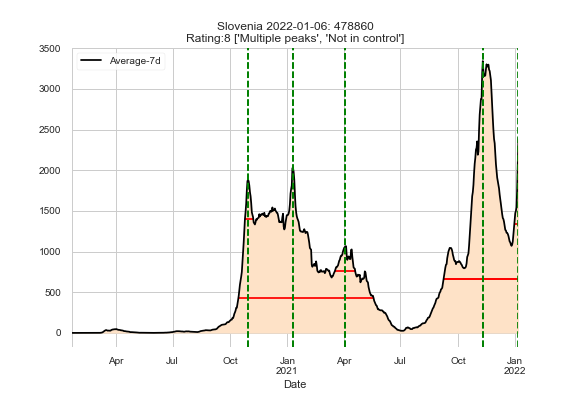 Slovenia 2022-01-06: 478860
Rating:8 ['Multiple peaks', 'Not in control']
Average-7d
3500
3000
2500
2000
1500
1000
500
0
Apr Jul Oct Jan Apr Jul Oct Jan
2021 2022
Date